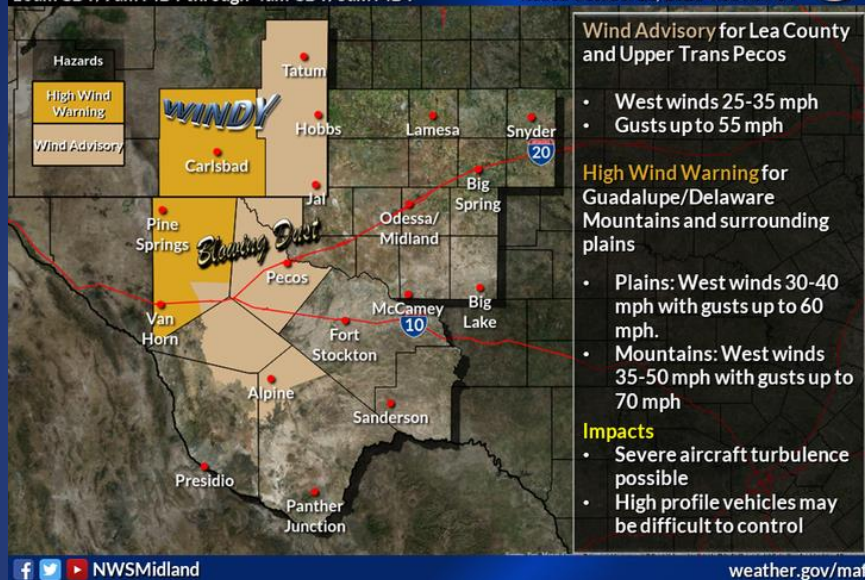 Hazards
High Wind
Warning
Wind Advisory
WINDY
Blowing Dust
Tatum
Hobbs
Lamesa
Snyder
20
Carlsbad
Big
Spring
Jal
Odessa/
Midland
Pine
Springs
Pecos
Van
Horn
McCamey
10
Big
Lake
Fort
Stockton
Alpine
Sanderson
Presidio
Panther
Junction
Wind Advisory for Lea County
and Upper Trans Pecos
• West winds 25-35 mph
• Gusts up to 55 mph
High Wind Warning for
Guadalupe/Delaware
Mountains and surrounding
plains
• Plains: West winds 30-40
mph with gusts up to 60
mph.
• Mountains: West winds
35-50 mph with gusts up to
70 mph
Impacts
• Severe aircraft turbulence
possible
• High profile vehicles may
be difficult to control
NWSMidland
weather.gov/ma